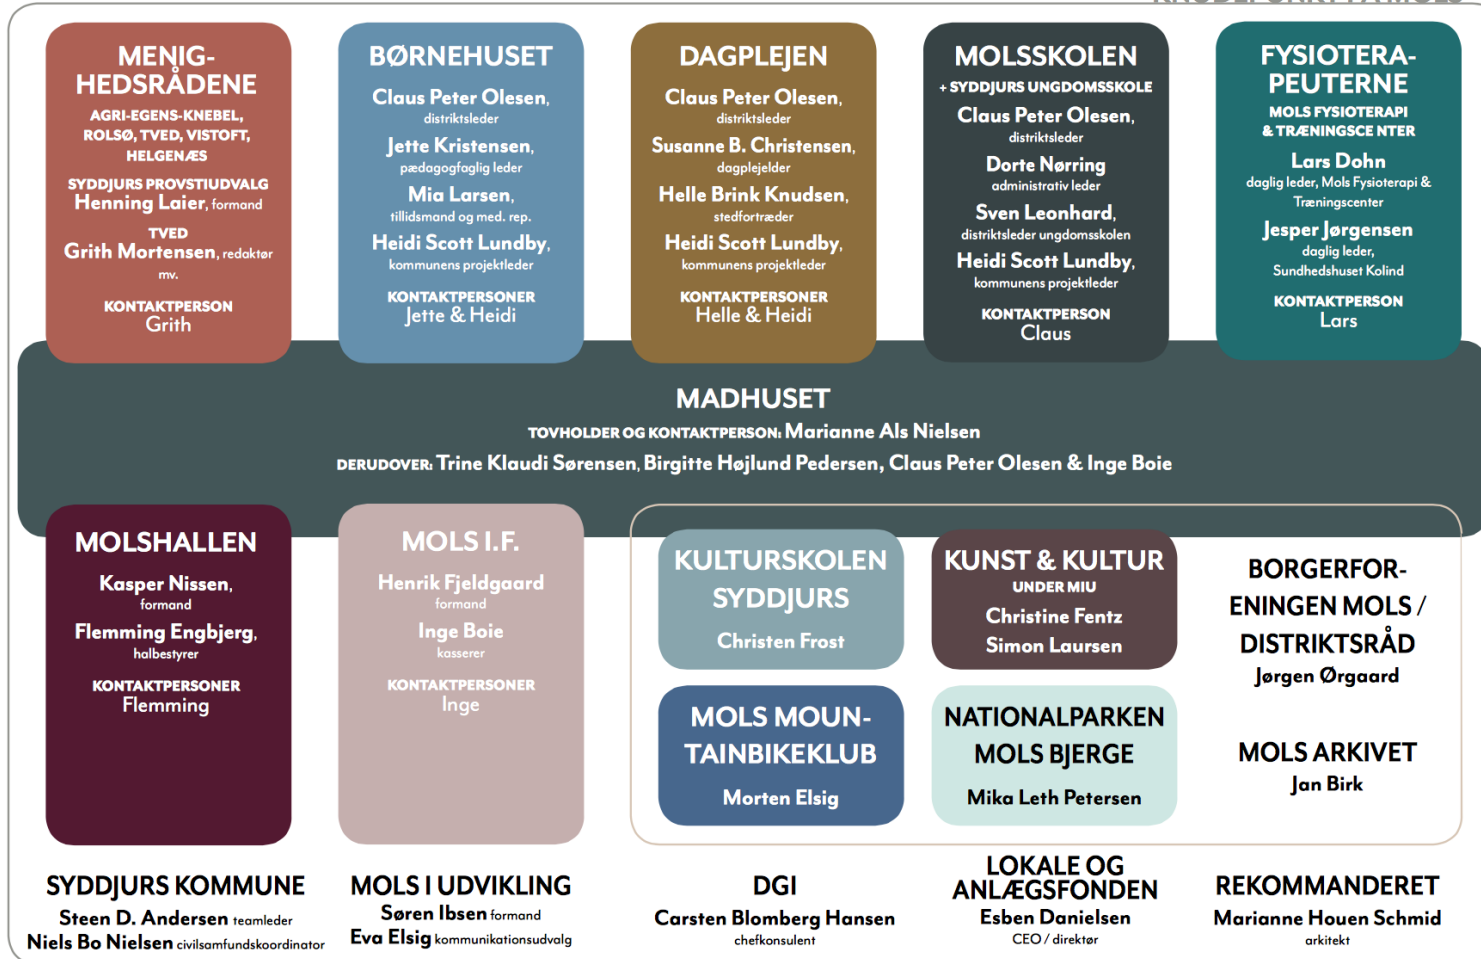 KNUDEPUNKT PÅ MOLS
MENIG-
HEDSRÅDENE
AGRI-EGENS-KNEBEL,
ROLSØ, TVED, VISTOFT,
HELGENÆS
SYDDJURS PROVSTIUDVALG
Henning Laier, formand
TVED
Grith Mortensen, redaktør
mv.
KONTAKTPERSON
Grith
BØRNEHUSET
Claus Peter Olesen,
distriktsleder
Jette Kristensen,
pædagogfaglig leder
Mia Larsen,
tillidsmand og med. rep.
Heidi Scott Lundby,
kommunens projektleder
KONTAKTPERSONER
Jette & Heidi
DAGPLEJEN
Claus Peter Olesen,
distriktsleder
Susanne B. Christensen,
dagplejelder
Helle Brink Knudsen,
stedfortræder
Heidi Scott Lundby,
kommunens projektleder
KONTAKTPERSONER
Helle & Heidi
MOLSSKOLEN
+ SYDDJURS UNGDOMSSKOLE
Claus Peter Olesen,
distriktsleder
Dorte Nørring
administrativ leder
Sven Leonhard,
distriktsleder ungdomsskolen
Heidi Scott Lundby,
kommunens projektleder
KONTAKTPERSON
Claus
FYSIOTERA-
PEUTERNE
MOLS FYSIOTERAPI
& TRÆNINGSCE NTER
Lars Dohn
daglig leder, Mols Fysioterapi &
Træningscenter
Jesper Jørgensen
daglig leder,
Sundhedshuset Kolind
KONTAKTPERSON
Lars
MADHUSET
TOVHOLDER OG KONTAKTPERSON: Marianne Als Nielsen
DERUDOVER: Trine Klaudi Sørensen, Birgitte Højlund Pedersen, Claus Peter Olesen & Inge Boie
MOLSHALLEN
Kasper Nissen,
formand
Flemming Engbjerg,
halbestyrer
KONTAKTPERSONER
Flemming
MOLS I.F.
Henrik Fjeldgaard
formand
Inge Boie
kasserer
KONTAKTPERSONER
Inge
KULTURSKOLEN
SYDDJURS
Christen Frost
KUNST & KULTUR
UNDER MIU
Christine Fentz
Simon Laursen
BORGERFOR-
ENINGEN MOLS /
DISTRIKTSRÅD
Jørgen Ørgaard
MOLS MOUN-
TAINBIKEKLUB
Morten Elsig
NATIONALPARKEN
MOLS BJERGE
Mika Leth Petersen
MOLS ARKIVET
Jan Birk
SYDDJURS KOMMUNE
Steen D. Andersen teamleder
Niels Bo Nielsen civilsamfundskoordinator
MOLS I UDVIKLING
Søren Ibsen formand
Eva Elsig kommunikationsudvalg
DGI
Carsten Blomberg Hansen
chefkonsulent
LOKALE OG
ANLÆGSFONDEN
Esben Danielsen
CEO / direktør
REKOMMANDERET
Marianne Houen Schmid
arkitekt